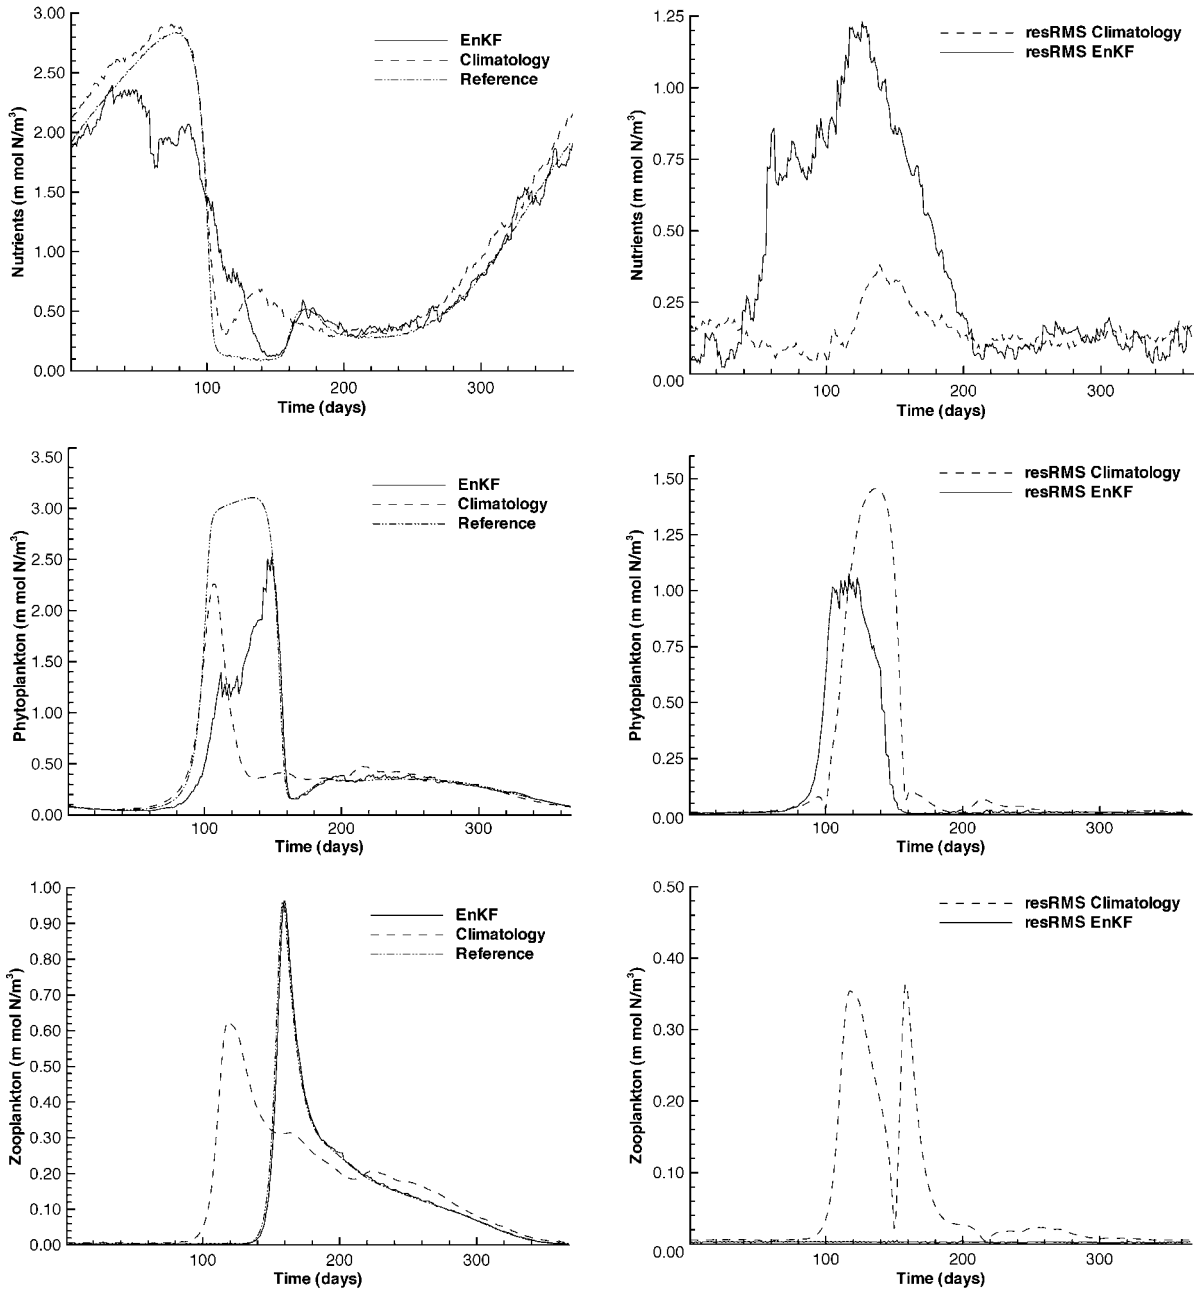 3.00
2.50
2.00
1.50
1.00
0.50
0.00
Nutrients (m mol N/m³)
EnKF
Climatology
Reference
100
200
300
Time (days)
1.25
1.00
0.75
0.50
0.25
0.00
Nutrients (m mol N/m³)
resRMS Climatology
resRMS EnKF
100
200
300
Time (days)
3.50
3.00
2.50
2.00
1.50
1.00
0.50
0.00
Phytoplankton (m mol N/m³)
EnKF
Climatology
Reference
100
200
300
Time (days)
1.50
1.25
1.00
0.75
0.50
0.25
0.00
Phytoplankton (m mol N/m³)
resRMS Climatology
resRMS EnKF
100
200
300
Time (days)
1.00
0.90
0.80
0.70
0.60
0.50
0.40
0.30
0.20
0.10
0.00
Zooplankton (m mol N/m³)
EnKF
Climatology
Reference
100
200
300
Time (days)
0.50
0.40
0.30
0.20
0.10
0.00
Zooplankton (m mol N/m³)
resRMS Climatology
resRMS EnKF
100
200
300
Time (days)